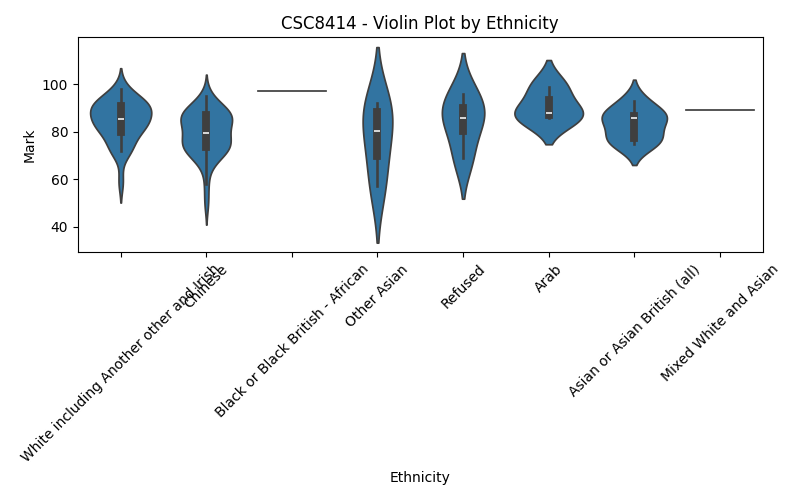 CSC8414 - Violin Plot by Ethnicity
Mark
100
80
60
40
White including Another other and Irish
Chinese
Black or Black British - African
Other Asian
Refused
Arab
Asian or Asian British (all)
Mixed White and Asian
Ethnicity